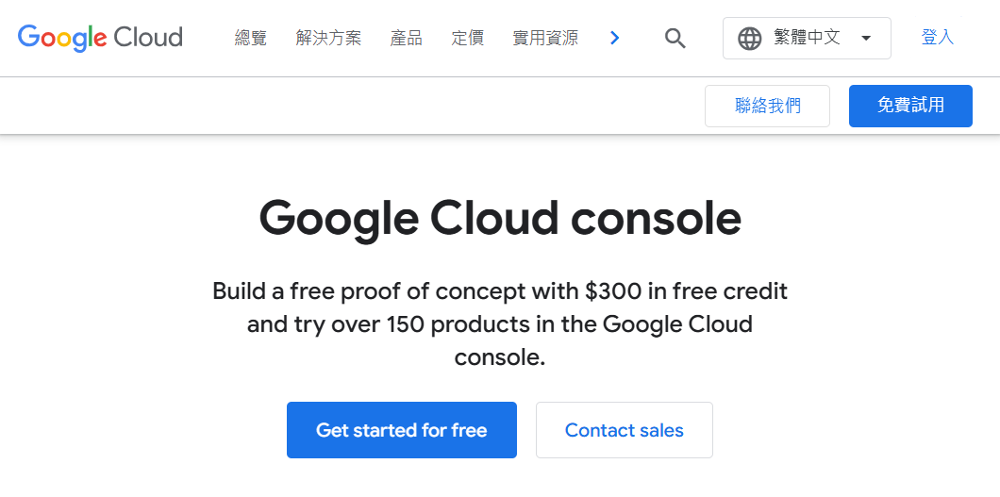 Google Cloud 總覽 解決方案 產品 定價 實用資源 繁體中文 登入
聯絡我們 免費試用
Google Cloud console
Build a free proof of concept with $300 in free credit
and try over 150 products in the Google Cloud
console.
Get started for free Contact sales